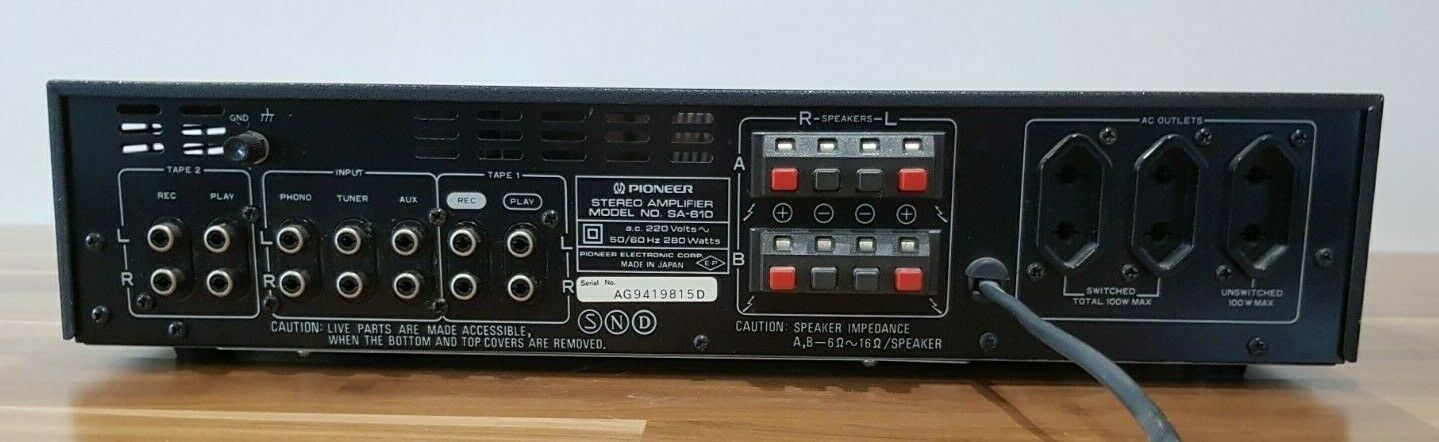 GND
TAPE 2
REC PLAY
L
R
INPUT
PHONO TUNER AUX
L
R
TAPE 1
REC PLAY
L
R
PIONEER
STEREO AMPLIFIER
MODEL NO. SA-610
a.c. 220 Volts~
50/60 Hz 280 Watts
PIONEER ELECTRONIC CORP.
MADE IN JAPAN
E·P
Serial No.
AG9419815D
S N D
CAUTION: LIVE PARTS ARE MADE ACCESSIBLE,
WHEN THE BOTTOM AND TOP COVERS ARE REMOVED.
R-SPEAKERS-L
A
+ − − +
B
CAUTION: SPEAKER IMPEDANCE
A,B—6Ω~16Ω/SPEAKER
AC OUTLETS
SWITCHED
TOTAL 100W MAX
UNSWITCHED
100W MAX